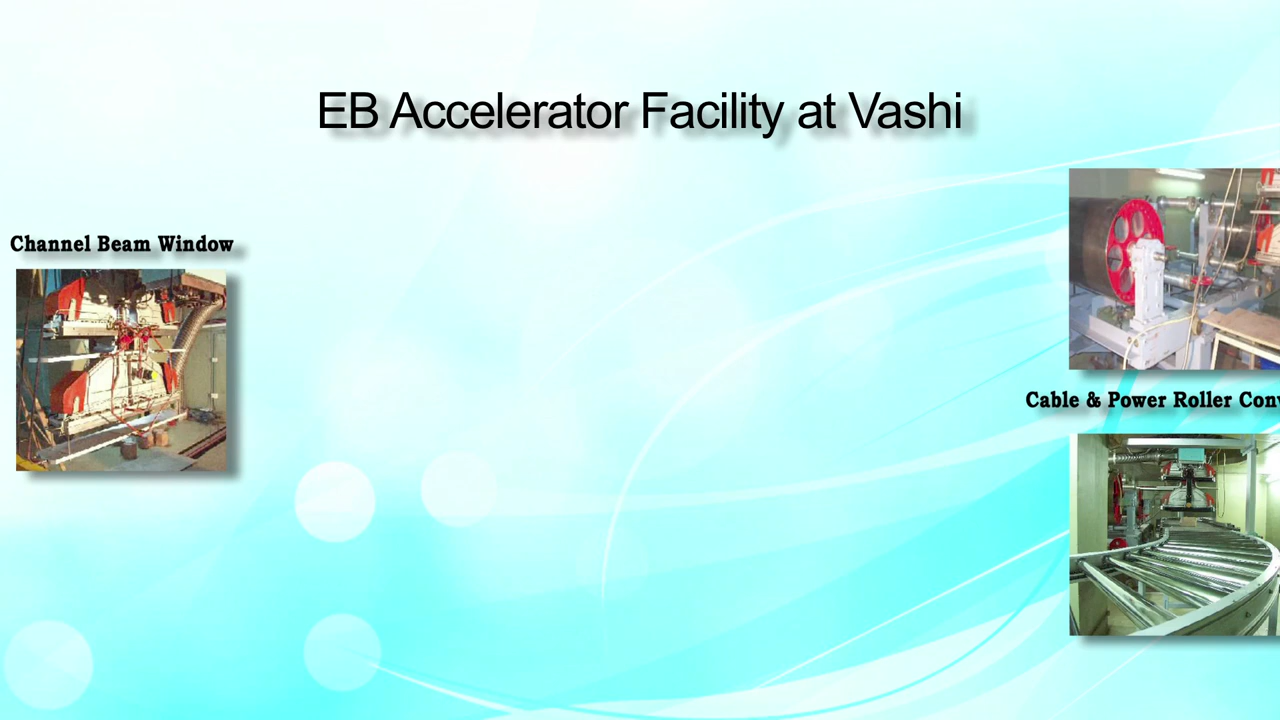 EB Accelerator Facility at Vashi
Channel Beam Window
Cable & Power Roller Conv